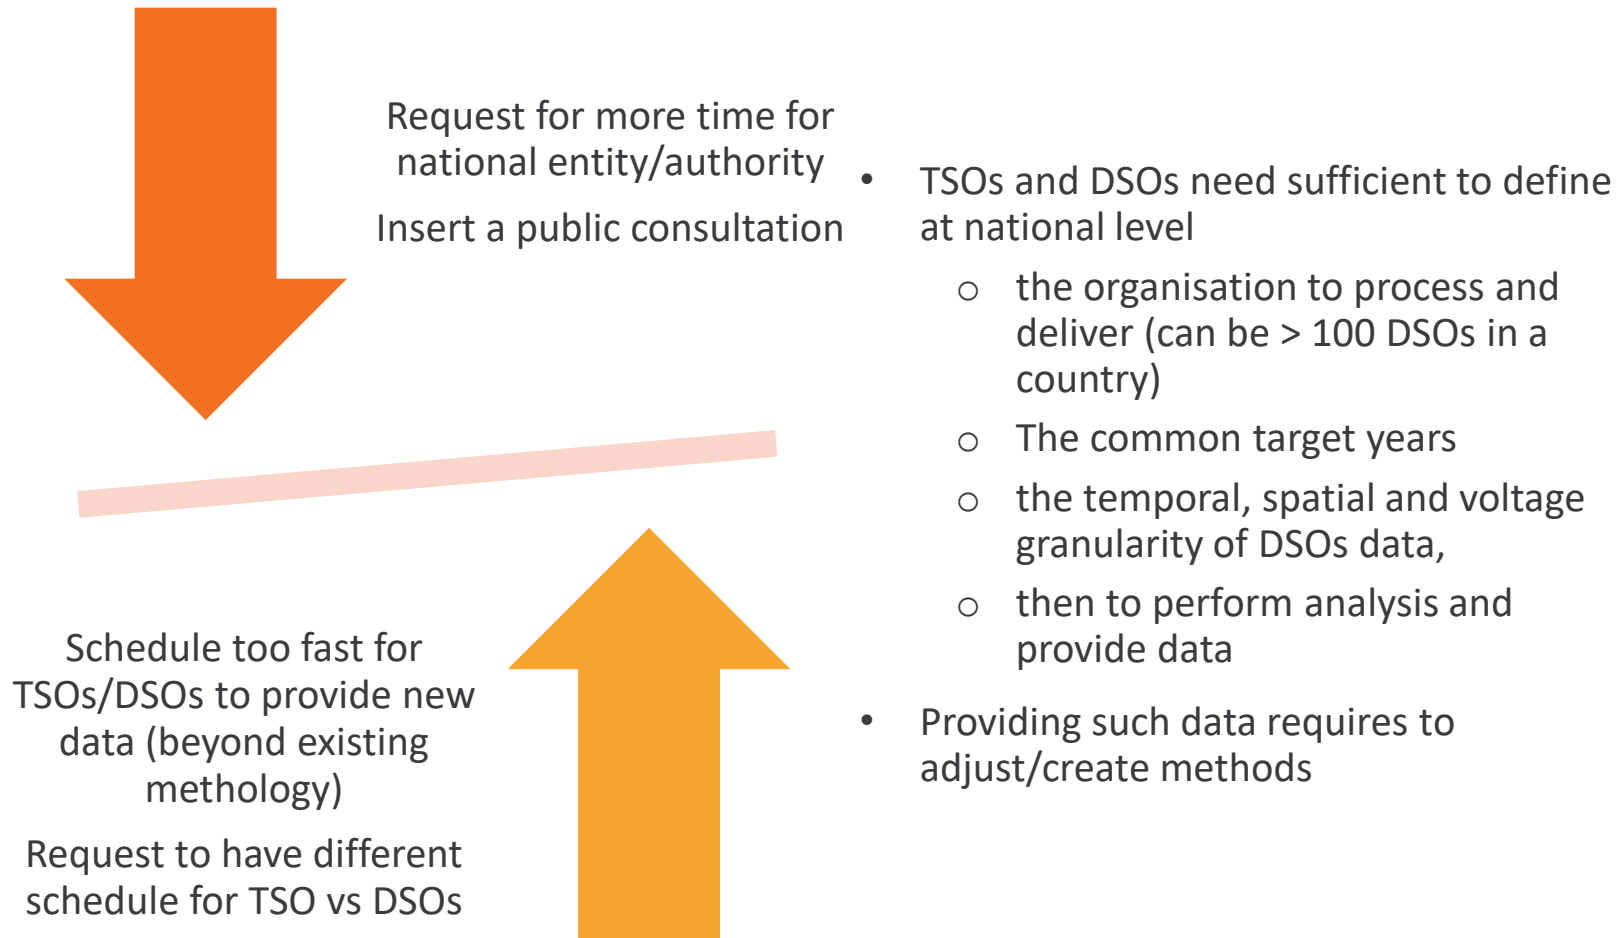 Request for more time for
national entity/authority
Insert a public consultation
Schedule too fast for
TSOs/DSOs to provide new
data (beyond existing
methology)
Request to have different
schedule for TSO vs DSOs
• TSOs and DSOs need sufficient to define
at national level
o the organisation to process and
deliver (can be > 100 DSOs in a
country)
o The common target years
o the temporal, spatial and voltage
granularity of DSOs data,
o then to perform analysis and
provide data
• Providing such data requires to
adjust/create methods